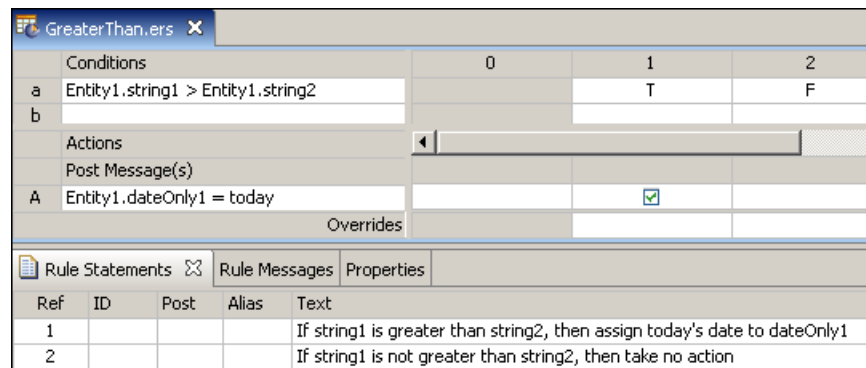 GreaterThan.ers
Conditions 0 1 2
a Entity1.string1 > Entity1.string2 T F
b
Actions
Post Message(s)
A Entity1.dateOnly1 = today
Overrides
Rule Statements Rule Messages Properties
Ref ID Post Alias Text
1 If string1 is greater than string2, then assign today's date to dateOnly1
2 If string1 is not greater than string2, then take no action